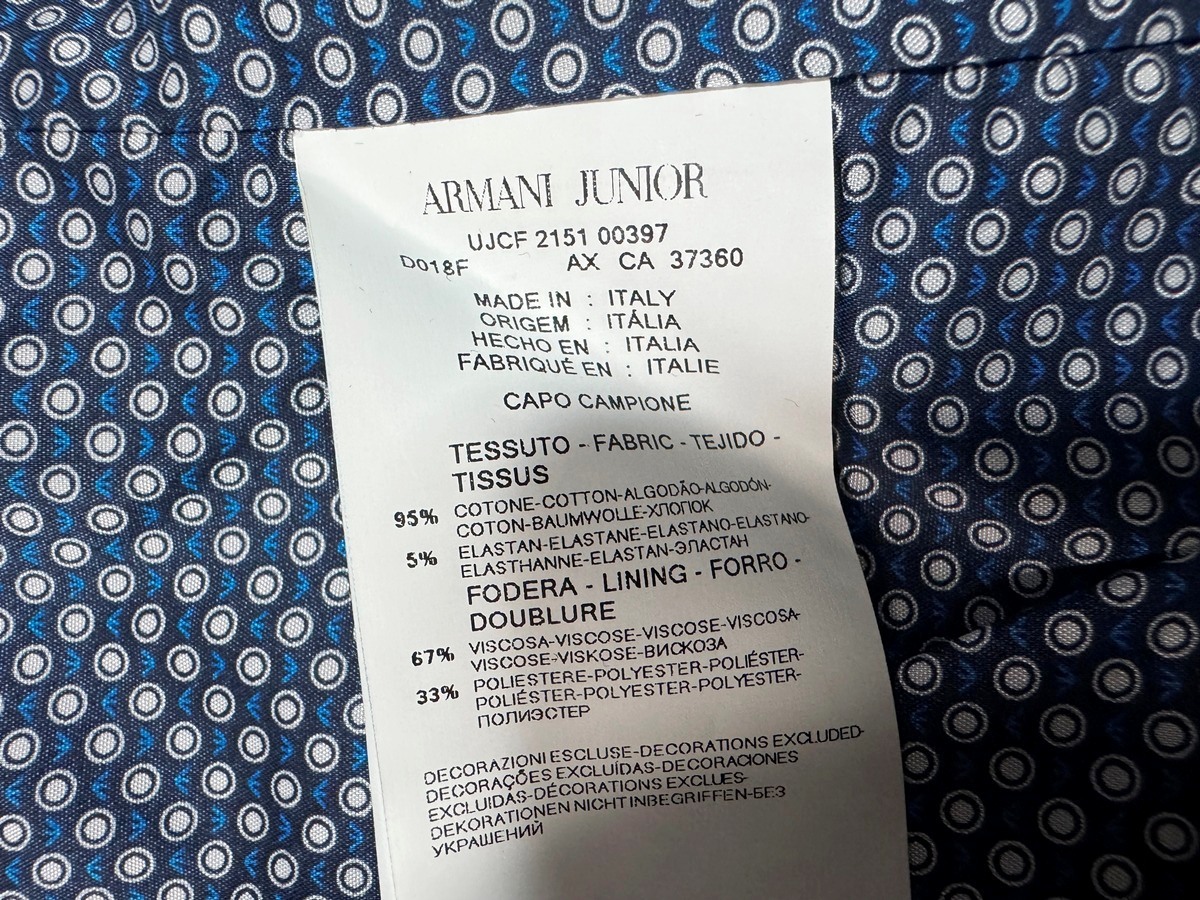 ARMANI JUNIOR
UJCF 2151 00397
D018F AX CA 37360
MADE IN : ITALY
ORIGEM : ITÁLIA
HECHO EN : ITALIA
FABRIQUÉ EN : ITALIE
CAPO CAMPIONE
TESSUTO - FABRIC - TEJIDO -
TISSUS
95% COTONE-COTTON-ALGODÃO-ALGODÓN-
COTON-BAUMWOLLE-ХЛОПОК
5% ELASTAN-ELASTANE-ELASTANO-ELASTANO-
ELASTHANNE-ELASTAN-ЭЛАСТАН
FODERA - LINING - FORRO -
DOUBLURE
67% VISCOSA-VISCOSE-VISCOSE-VISCOSA-
VISCOSE-VISKOSE-ВИСКОЗА
33% POLIESTERE-POLYESTER-POLIÉSTER-
POLIÉSTER-POLYESTER-POLYESTER-
ПОЛИЭСТЕР
DECORAZIONI ESCLUSE-DECORATIONS EXCLUDED-
DECORAÇÕES EXCLUÍDAS-DECORACIONES
EXCLUIDAS-DÉCORATIONS EXCLUES-
DEKORATIONEN NICHT INBEGRIFFEN-БЕЗ
УКРАШЕНИЙ